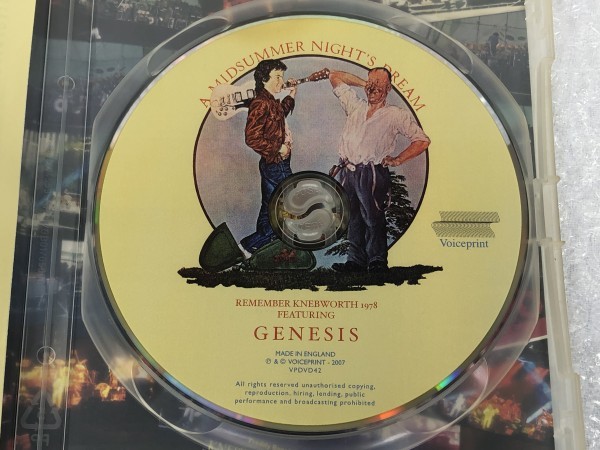 A MIDSUMMER NIGHT'S DREAM
Voiceprint
REMEMBER KNEBWORTH 1978
FEATURING
GENESIS
MADE IN ENGLAND
℗ & © VOICEPRINT - 2007
VPDVD42
All rights reserved unauthorized copying,
reproduction, hiring, lending, public
performance and broadcasting prohibited
PP